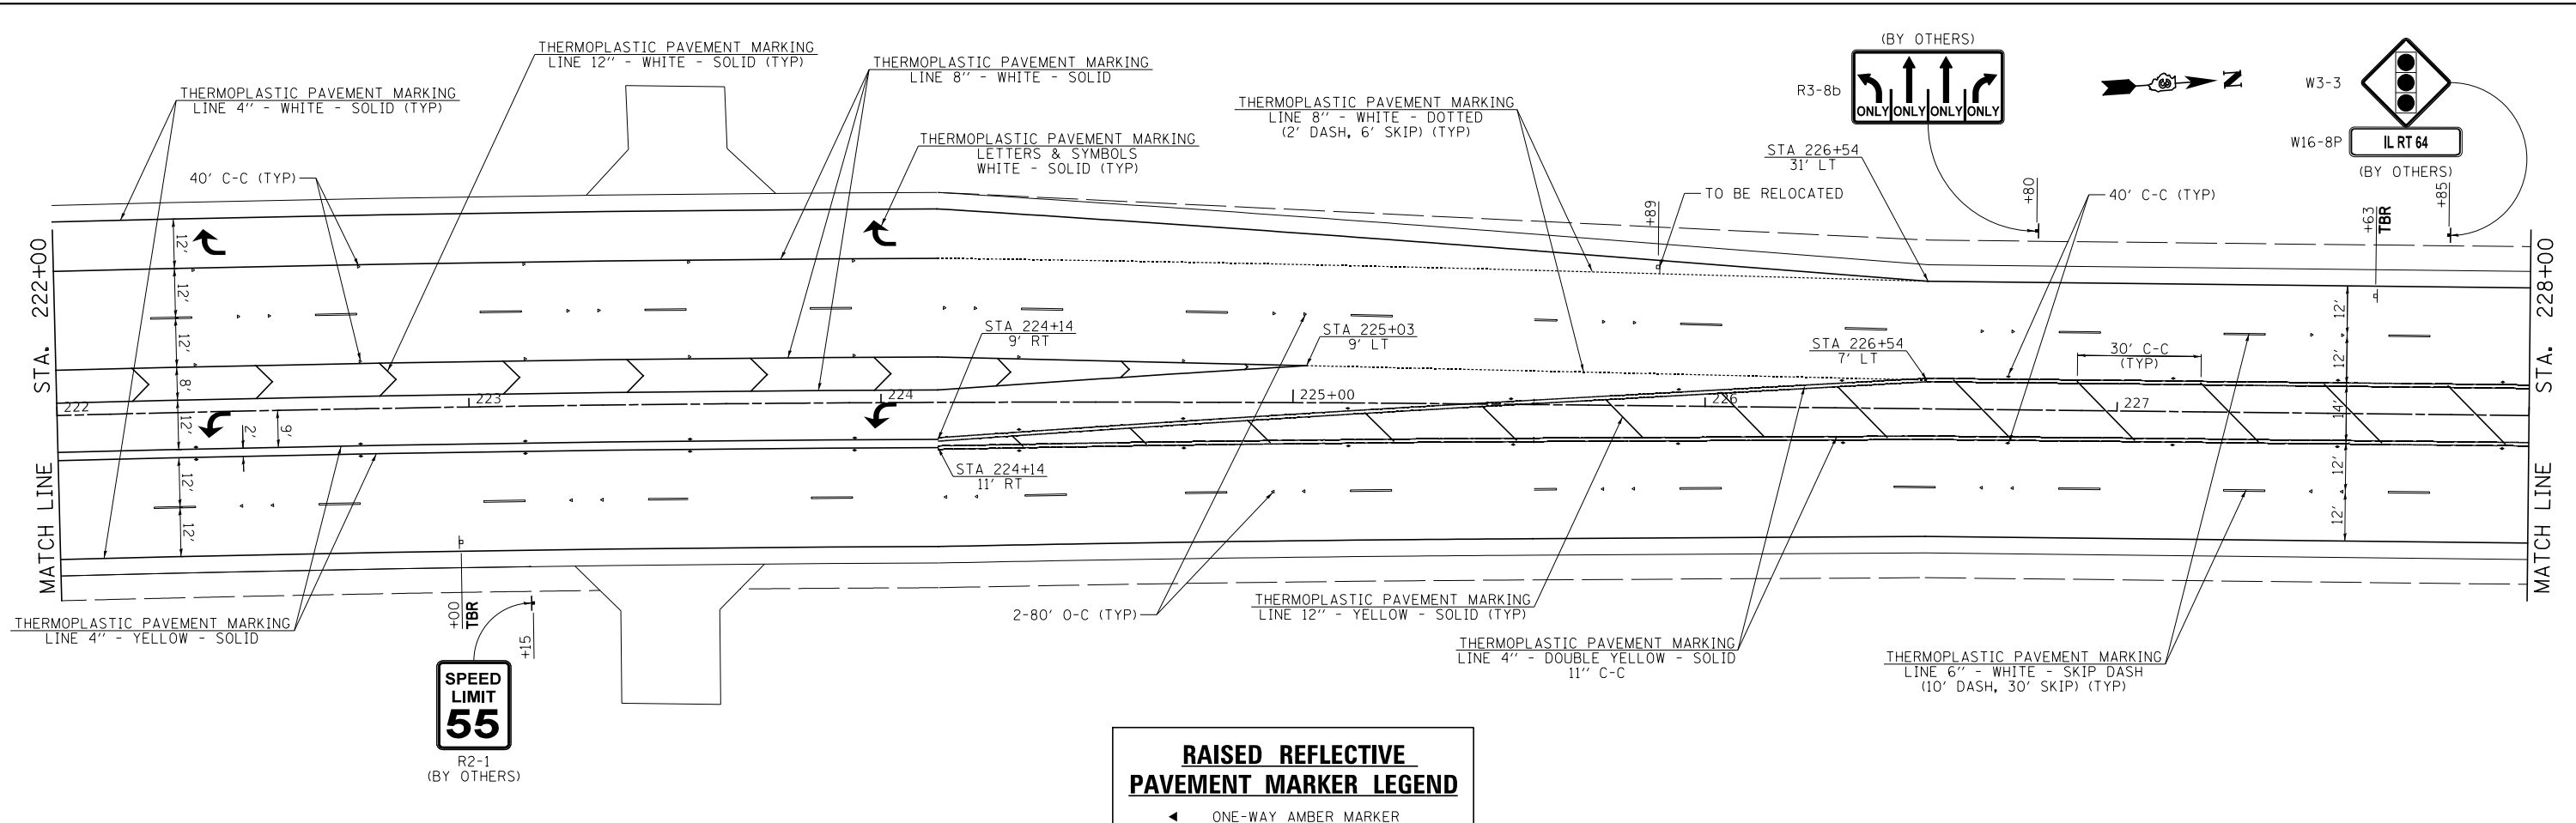 THERMOPLASTIC PAVEMENT MARKING
LINE 12" - WHITE - SOLID (TYP)
THERMOPLASTIC PAVEMENT MARKING
LINE 8" - WHITE - SOLID
THERMOPLASTIC PAVEMENT MARKING
LINE 4" - WHITE - SOLID (TYP)
THERMOPLASTIC PAVEMENT MARKING
LINE 8" - WHITE - DOTTED
(2' DASH, 6' SKIP) (TYP)
THERMOPLASTIC PAVEMENT MARKING
LETTERS & SYMBOLS
WHITE - SOLID (TYP)
40' C-C (TYP)
(BY OTHERS)
R3-8b
ONLY ONLY ONLY ONLY
N
W3-3
W16-8P
IL RT 64
(BY OTHERS)
STA 226+54
31' LT
TO BE RELOCATED
+89
+80
40' C-C (TYP)
+63
TBR
+85
MATCH LINE STA. 222+00
12'
12'
12'
8'
12'
2'
9'
12'
12'
222
223
224
225+00
226
227
STA 224+14
9' RT
STA 225+03
9' LT
STA 226+54
7' LT
30' C-C
(TYP)
STA 224+14
11' RT
12'
12'
14'
12'
12'
MATCH LINE STA. 228+00
THERMOPLASTIC PAVEMENT MARKING
LINE 4" - YELLOW - SOLID
+00
TBR
+15
SPEED
LIMIT
55
R2-1
(BY OTHERS)
2-80' O-C (TYP)
THERMOPLASTIC PAVEMENT MARKING
LINE 12" - YELLOW - SOLID (TYP)
THERMOPLASTIC PAVEMENT MARKING
LINE 4" - DOUBLE YELLOW - SOLID
11" C-C
THERMOPLASTIC PAVEMENT MARKING
LINE 6" - WHITE - SKIP DASH
(10' DASH, 30' SKIP) (TYP)
RAISED REFLECTIVE
PAVEMENT MARKER LEGEND
ONE-WAY AMBER MARKER